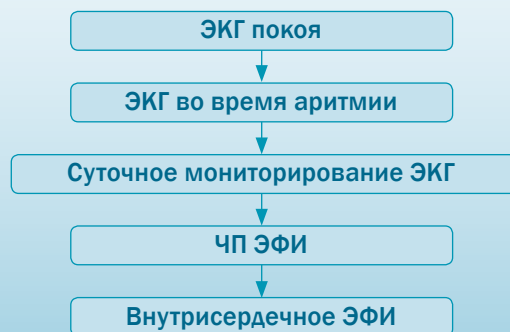 ЭКГ покоя
ЭКГ во время аритмии
Суточное мониторирование ЭКГ
ЧП ЭФИ
Внутрисердечное ЭФИ